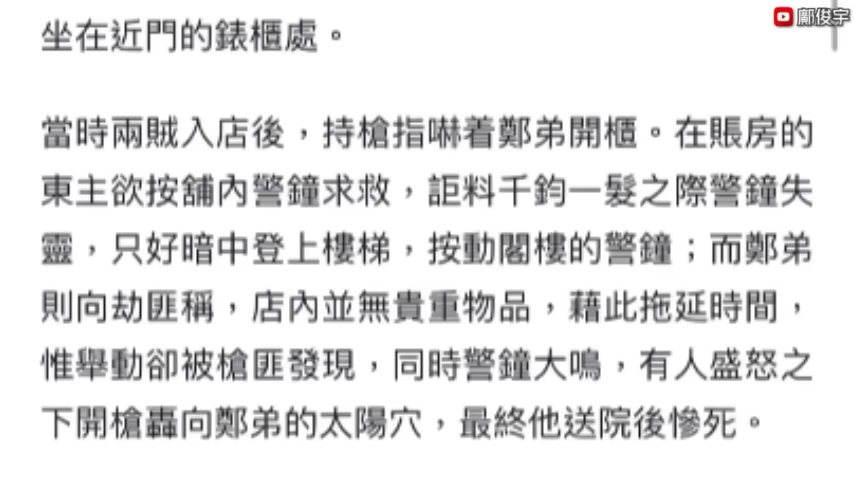 鄺俊宇
坐在近門的錶櫃處。
當時兩賊入店後，持槍指嚇着鄭弟開櫃。在賬房的
東主欲按舖內警鐘求救，詎料千鈞一髮之際警鐘失
靈，只好暗中登上樓梯，按動閣樓的警鐘；而鄭弟
則向劫匪稱，店內並無貴重物品，藉此拖延時間，
惟舉動卻被槍匪發現，同時警鐘大鳴，有人盛怒之
下開槍轟向鄭弟的太陽穴，最終他送院後慘死。